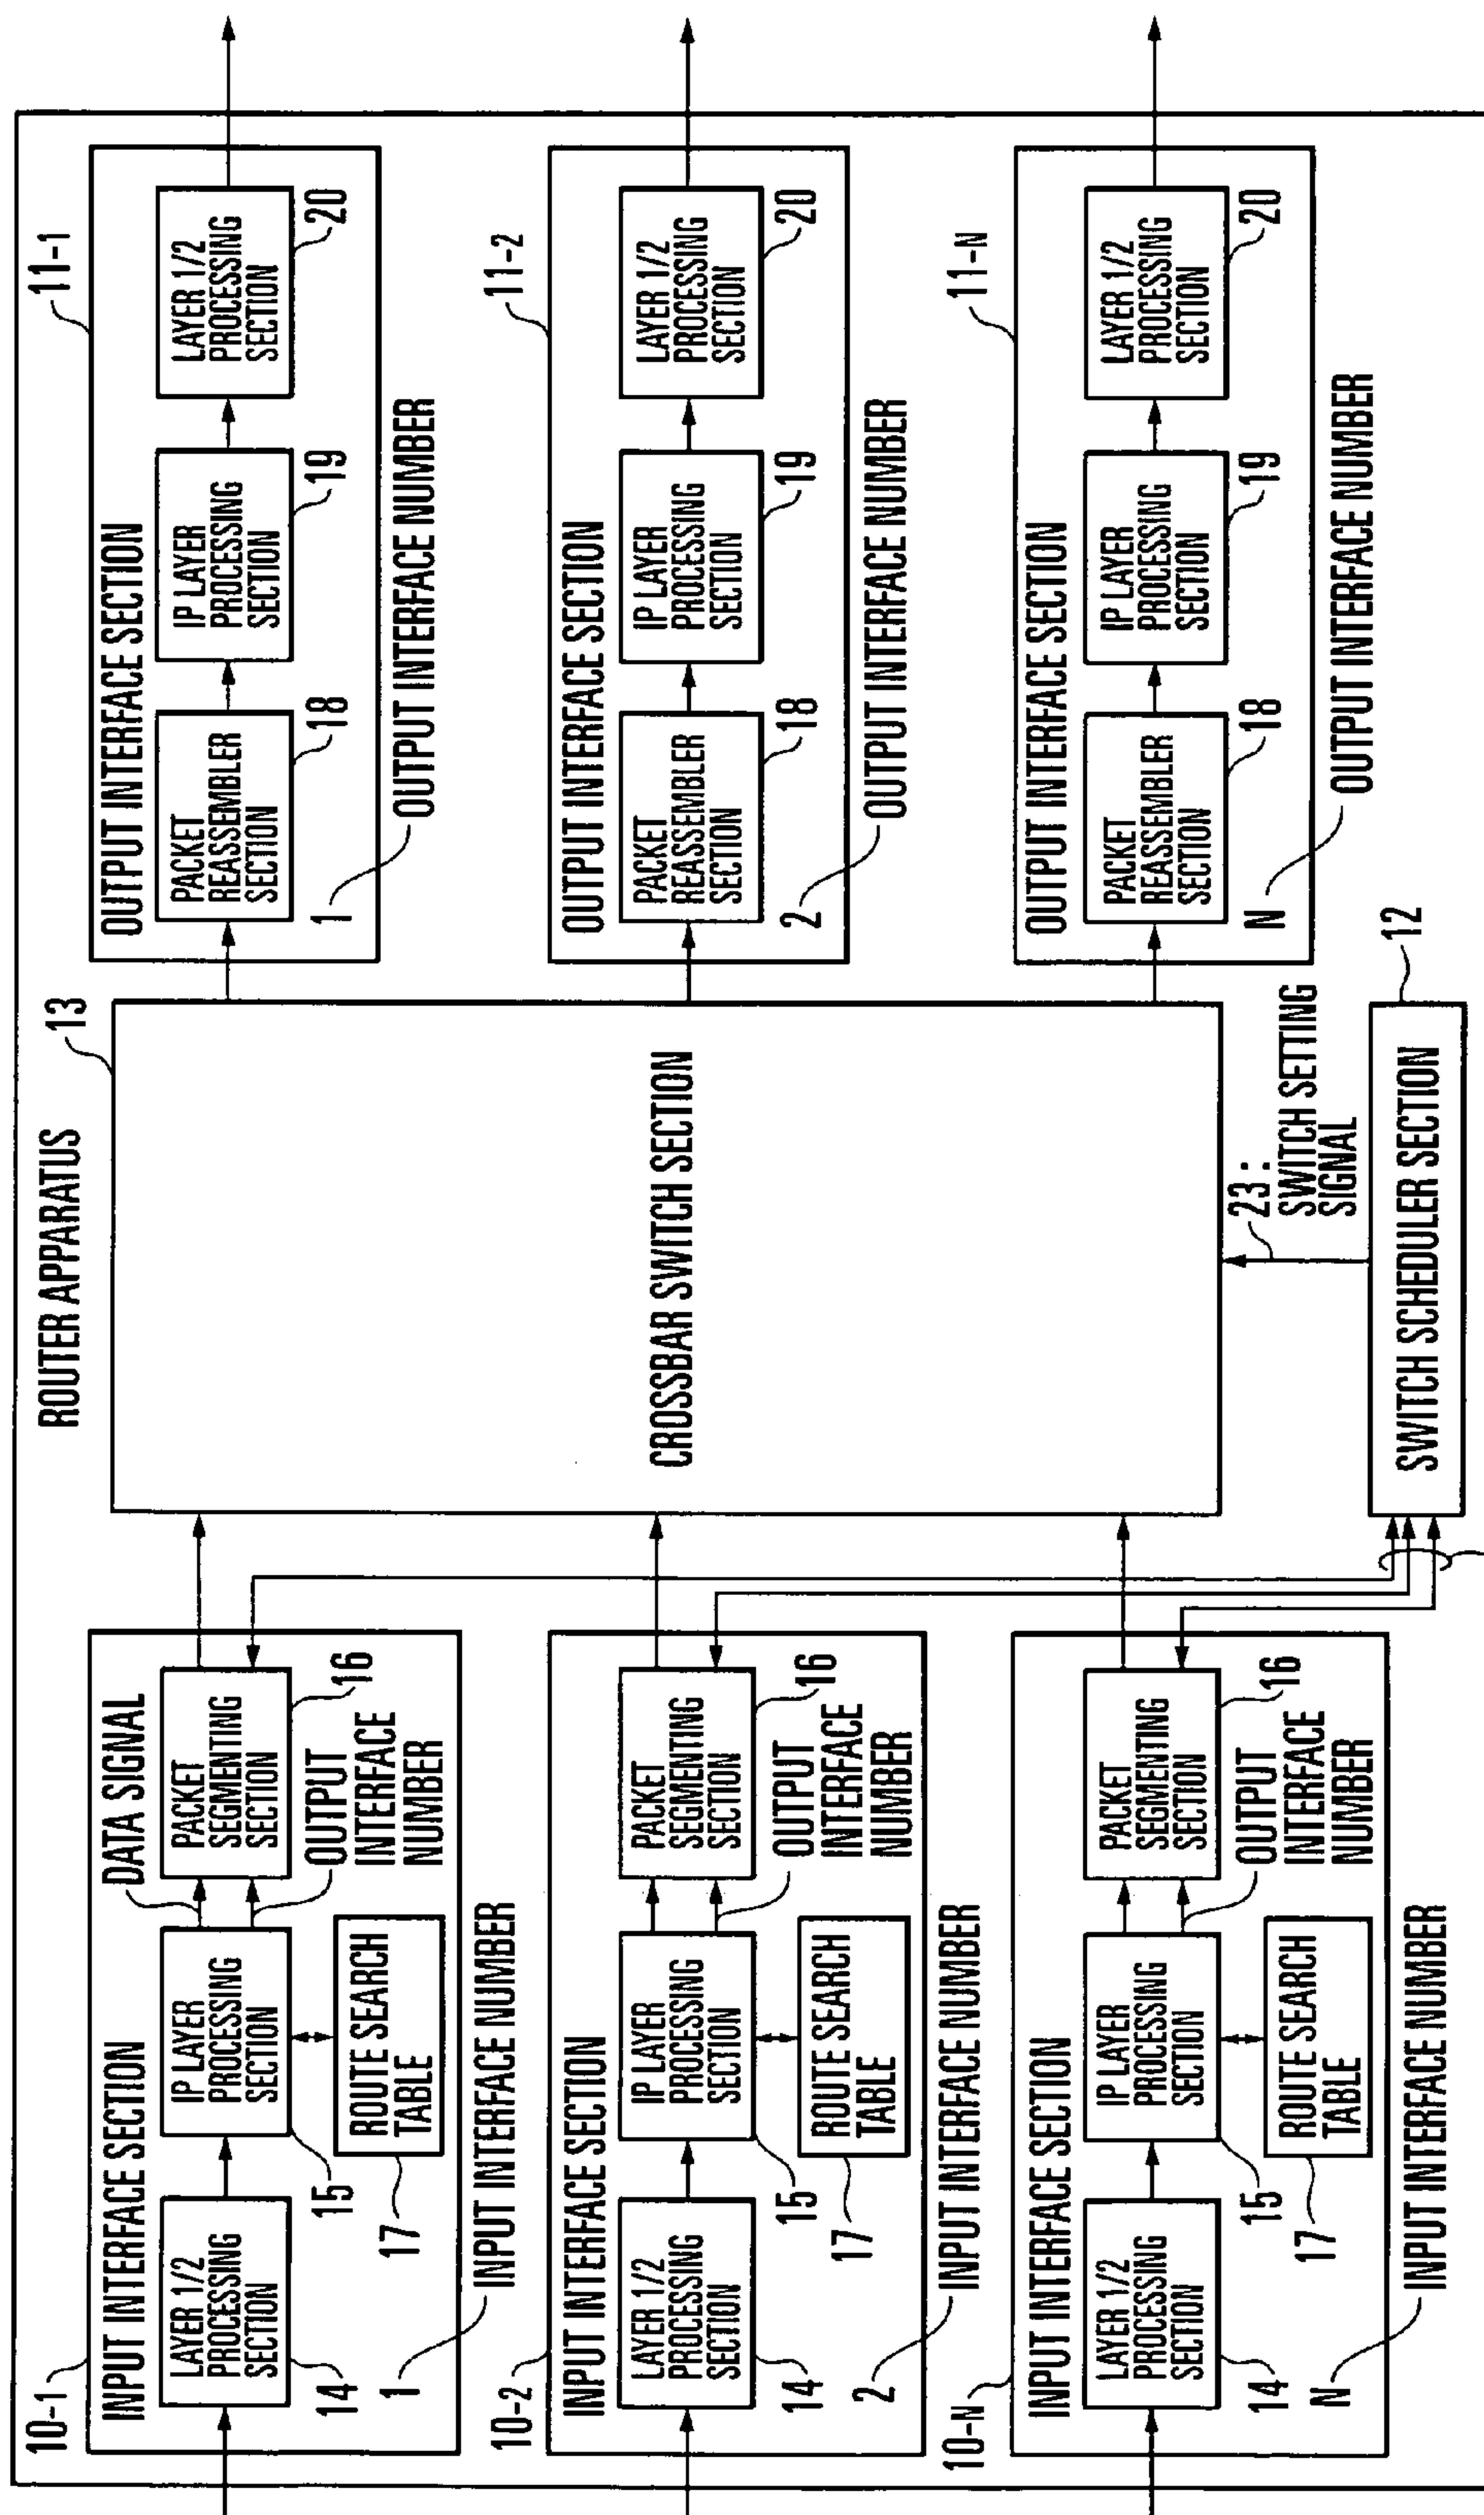 ROUTER APPARATUS
10-1
INPUT INTERFACE SECTION
LAYER 1/2
PROCESSING
SECTION
14
IP LAYER
PROCESSING
SECTION
15
DATA SIGNAL
PACKET
SEGMENTING
SECTION
16
OUTPUT
INTERFACE
NUMBER
ROUTE SEARCH
TABLE
17
1
INPUT INTERFACE NUMBER
10-2
INPUT INTERFACE SECTION
LAYER 1/2
PROCESSING
SECTION
14
IP LAYER
PROCESSING
SECTION
15
PACKET
SEGMENTING
SECTION
16
OUTPUT
INTERFACE
NUMBER
ROUTE SEARCH
TABLE
17
2
INPUT INTERFACE NUMBER
10-N
INPUT INTERFACE SECTION
LAYER 1/2
PROCESSING
SECTION
14
IP LAYER
PROCESSING
SECTION
15
PACKET
SEGMENTING
SECTION
16
OUTPUT
INTERFACE
NUMBER
ROUTE SEARCH
TABLE
17
N
INPUT INTERFACE NUMBER
13
CROSSBAR SWITCH SECTION
23 :
SWITCH SETTING
SIGNAL
12
SWITCH SCHEDULER SECTION
11-1
OUTPUT INTERFACE SECTION
PACKET
REASSEMBLER
SECTION
18
IP LAYER
PROCESSING
SECTION
19
LAYER 1/2
PROCESSING
SECTION
20
1
OUTPUT INTERFACE NUMBER
11-2
OUTPUT INTERFACE SECTION
PACKET
REASSEMBLER
SECTION
18
IP LAYER
PROCESSING
SECTION
19
LAYER 1/2
PROCESSING
SECTION
20
2
OUTPUT INTERFACE NUMBER
11-N
OUTPUT INTERFACE SECTION
PACKET
REASSEMBLER
SECTION
18
IP LAYER
PROCESSING
SECTION
19
LAYER 1/2
PROCESSING
SECTION
20
N
OUTPUT INTERFACE NUMBER